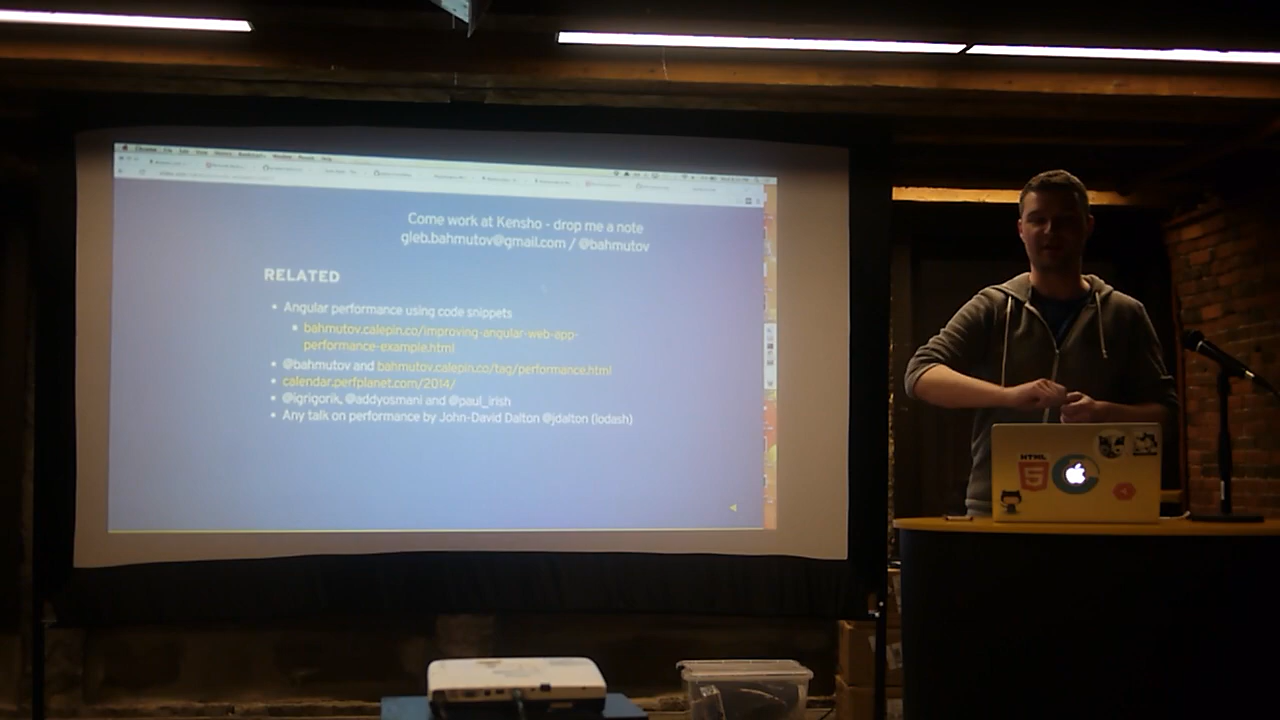 Come work at Kensho - drop me a note
gleb.bahmutov@gmail.com / @bahmutov
RELATED
Angular performance using code snippets
bahmutov.calepin.co/improving-angular-web-app-
performance-example.html
@bahmutov and bahmutov.calepin.co/tag/performance.html
calendar.perfplanet.com/2014/
@igrigorik, @addyosmani and @paul_irish
Any talk on performance by John-David Dalton @jdalton (lodash)
HTML
5